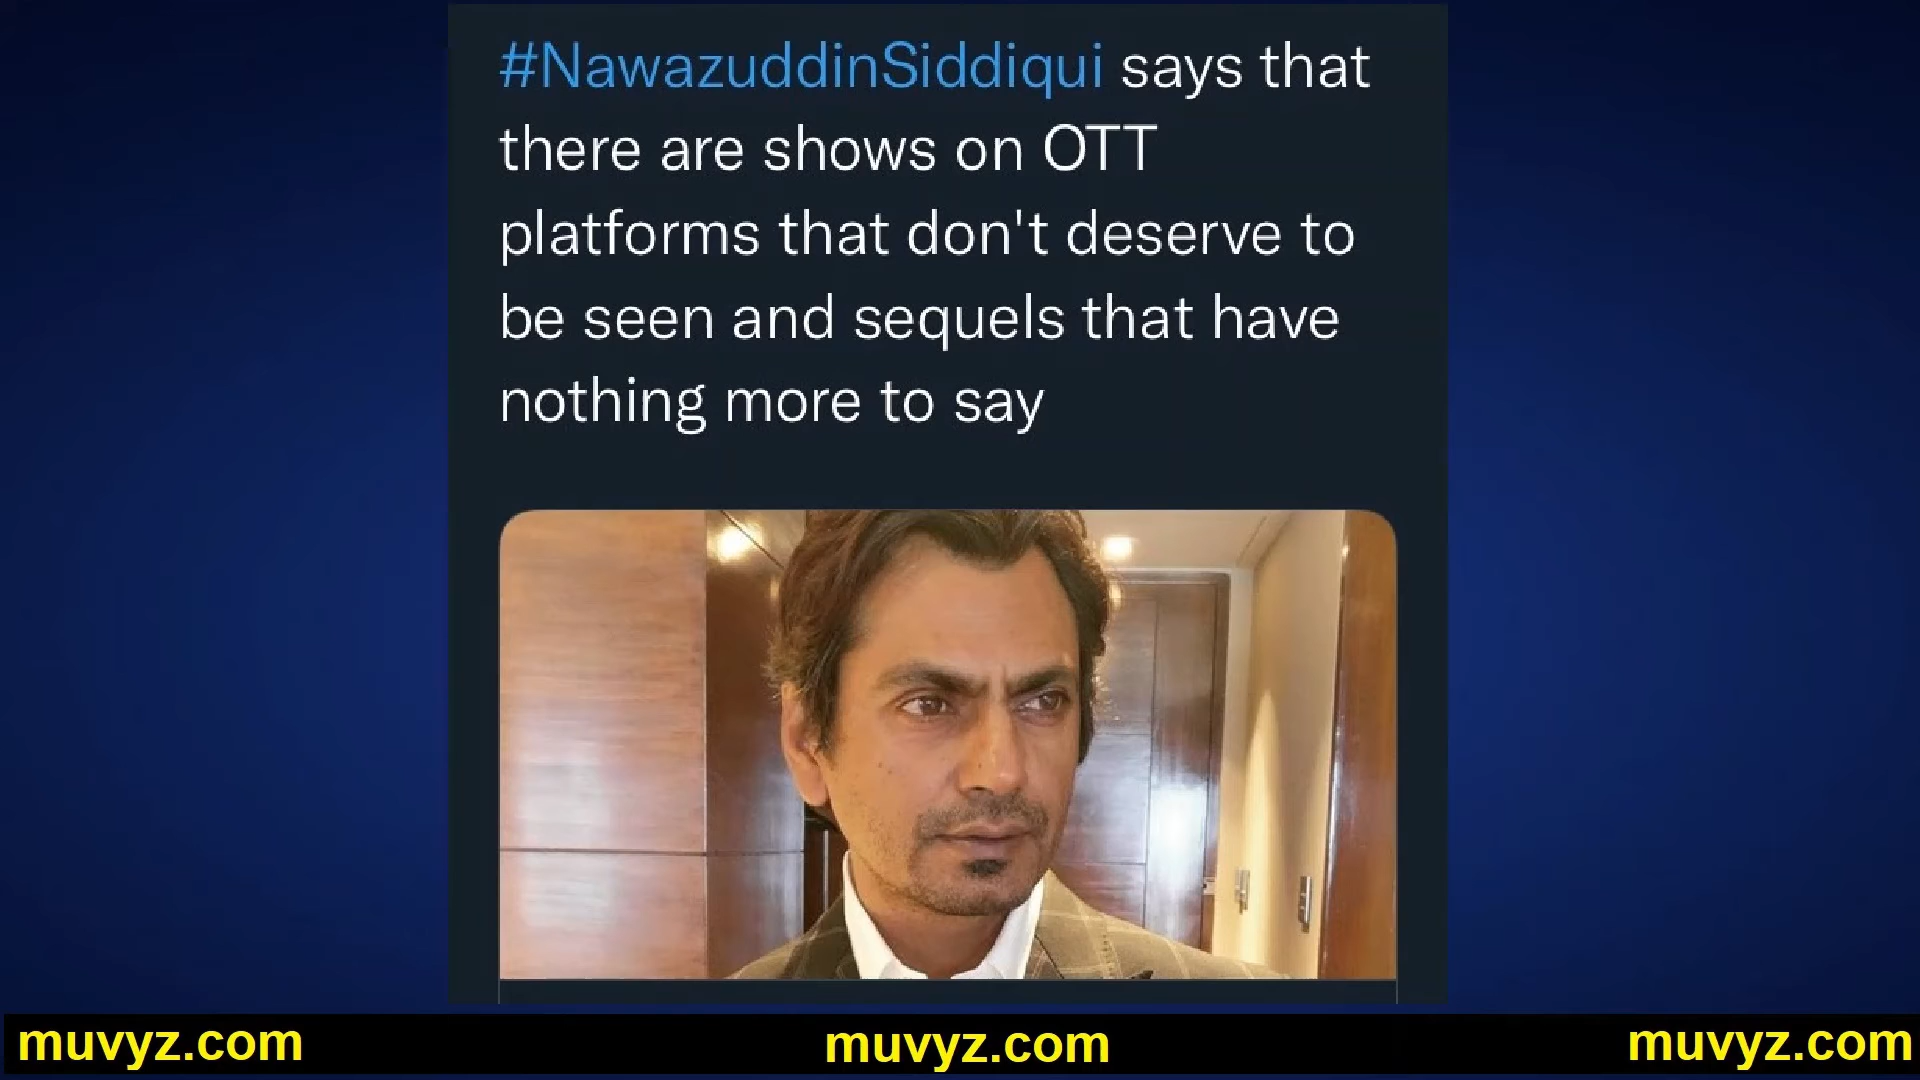 #NawazuddinSiddiqui says that
there are shows on OTT
platforms that don't deserve to
be seen and sequels that have
nothing more to say
muvyz.com muvyz.com muvyz.com